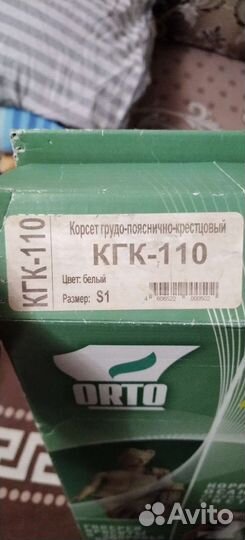 КГК-110
Корсет грудо-пояснично-крестцовый
КГК-110
Цвет: белый
Размер: S1
ORTO
Avito